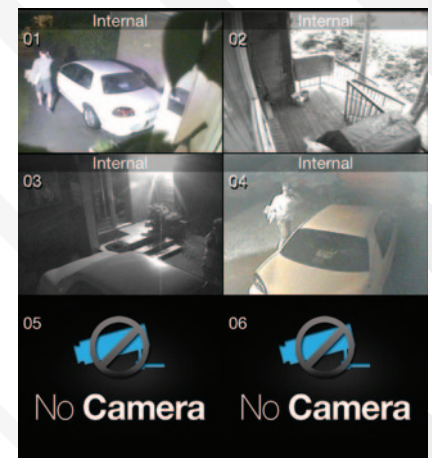 Internal
01
Internal
02
Internal
03
Internal
04
05
No Camera
06
No Camera